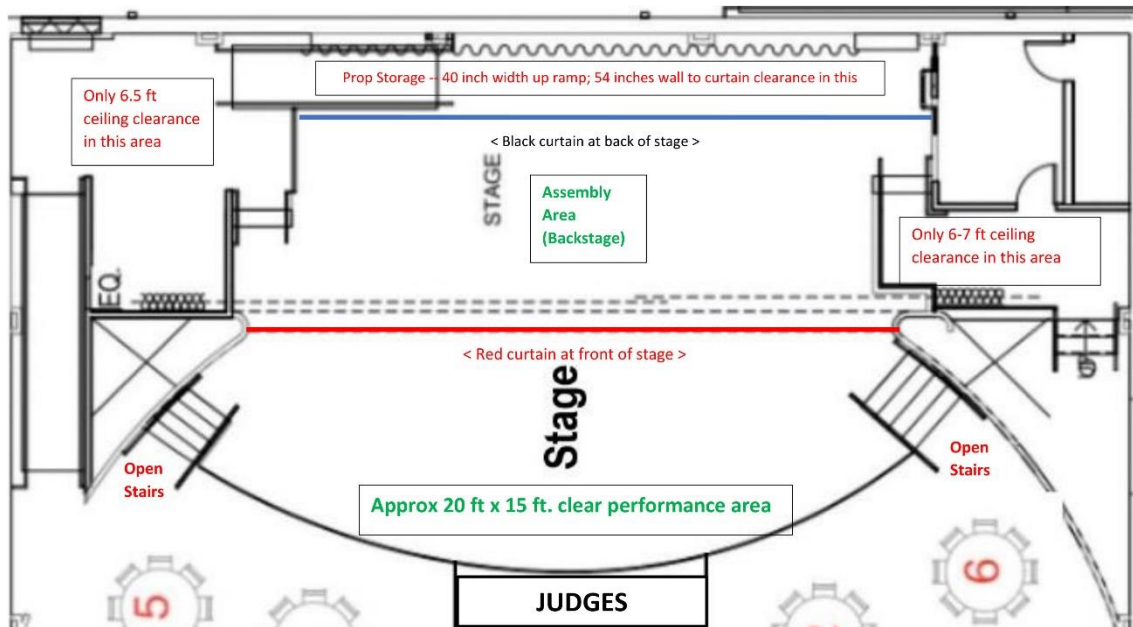 Prop Storage -- 40 inch width up ramp; 54 inches wall to curtain clearance in this
Only 6.5 ft
ceiling clearance
in this area
< Black curtain at back of stage >
STAGE
Assembly
Area
(Backstage)
Only 6-7 ft ceiling
clearance in this area
EQ.
< Red curtain at front of stage >
Stage
Open
Stairs
Open
Stairs
Approx 20 ft x 15 ft. clear performance area
5
6
JUDGES